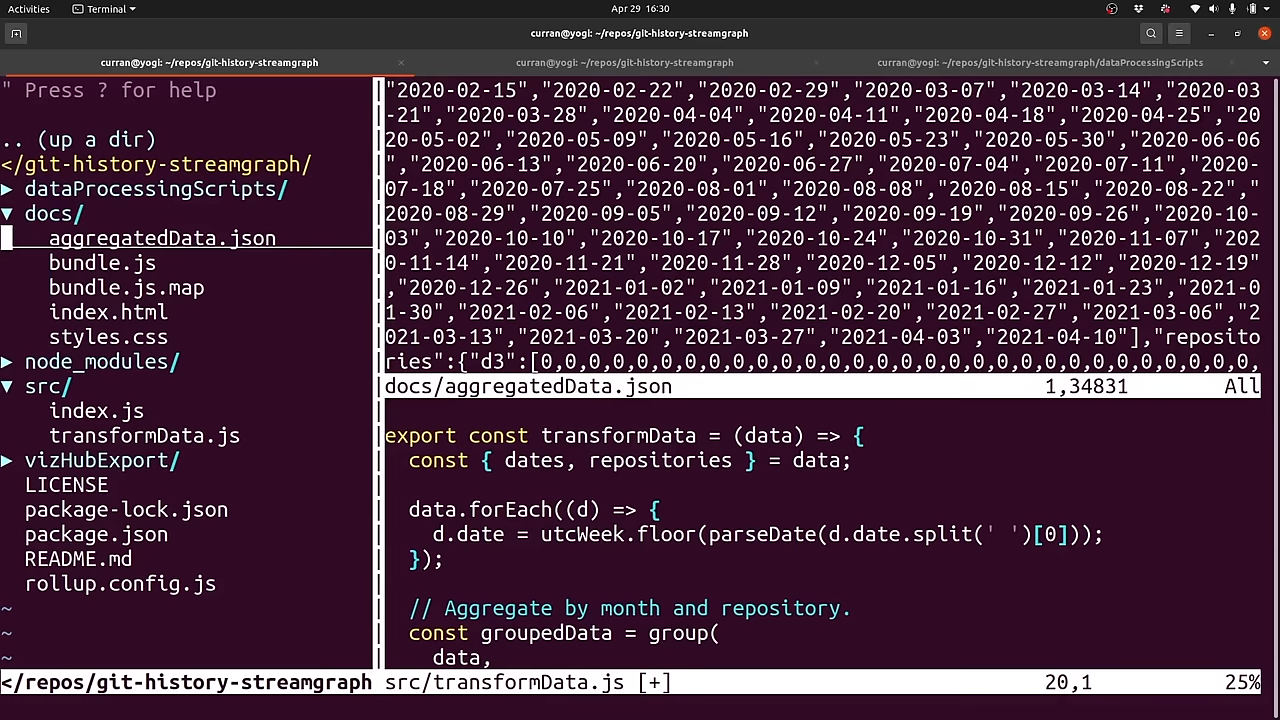 Activities Terminal Apr 29 16:30
curran@yogi: ~/repos/git-history-streamgraph
curran@yogi: ~/repos/git-history-streamgraph curran@yogi: ~/repos/git-history-streamgraph curran@yogi: ~/repos/git-history-streamgraph/dataProcessingScripts
" Press ? for help
.. (up a dir)
</git-history-streamgraph/
▶ dataProcessingScripts/
▼ docs/
aggregatedData.json
bundle.js
bundle.js.map
index.html
styles.css
▶ node_modules/
▼ src/
index.js
transformData.js
▶ vizHubExport/
LICENSE
package-lock.json
package.json
README.md
rollup.config.js
~
~
~
</repos/git-history-streamgraph
"2020-02-15","2020-02-22","2020-02-29","2020-03-07","2020-03-14","2020-03
-21","2020-03-28","2020-04-04","2020-04-11","2020-04-18","2020-04-25","20
20-05-02","2020-05-09","2020-05-16","2020-05-23","2020-05-30","2020-06-06
","2020-06-13","2020-06-20","2020-06-27","2020-07-04","2020-07-11","2020-
07-18","2020-07-25","2020-08-01","2020-08-08","2020-08-15","2020-08-22","
2020-08-29","2020-09-05","2020-09-12","2020-09-19","2020-09-26","2020-10-
03","2020-10-10","2020-10-17","2020-10-24","2020-10-31","2020-11-07","202
0-11-14","2020-11-21","2020-11-28","2020-12-05","2020-12-12","2020-12-19"
,"2020-12-26","2021-01-02","2021-01-09","2021-01-16","2021-01-23","2021-0
1-30","2021-02-06","2021-02-13","2021-02-20","2021-02-27","2021-03-06","2
021-03-13","2021-03-20","2021-03-27","2021-04-03","2021-04-10"],"reposito
ries":{"d3":[0,0,0,0,0,0,0,0,0,0,0,0,0,0,0,0,0,0,0,0,0,0,0,0,0,0,0,0,0,0,
docs/aggregatedData.json 1,34831 All
export const transformData = (data) => {
const { dates, repositories } = data;
data.forEach((d) => {
d.date = utcWeek.floor(parseDate(d.date.split(' ')[0]));
});
// Aggregate by month and repository.
const groupedData = group(
data,
src/transformData.js [+] 20,1 25%